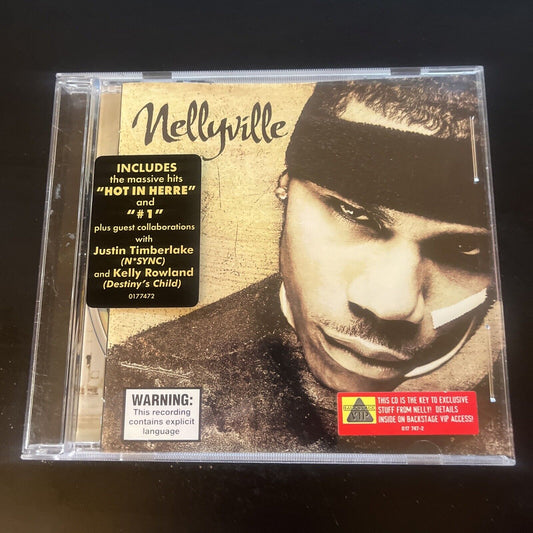 Nellyville
INCLUDES
the massive hits
"HOT IN HERRE"
and
"#1"
plus guest collaborations
with
Justin Timberlake
(N*SYNC)
and Kelly Rowland
(Destiny's Child)
0177472
WARNING:
This recording
contains explicit
language
VIP
THIS CD IS THE KEY TO EXCLUSIVE
STUFF FROM NELLY! DETAILS
INSIDE ON BACKSTAGE VIP ACCESS!
017 747-2